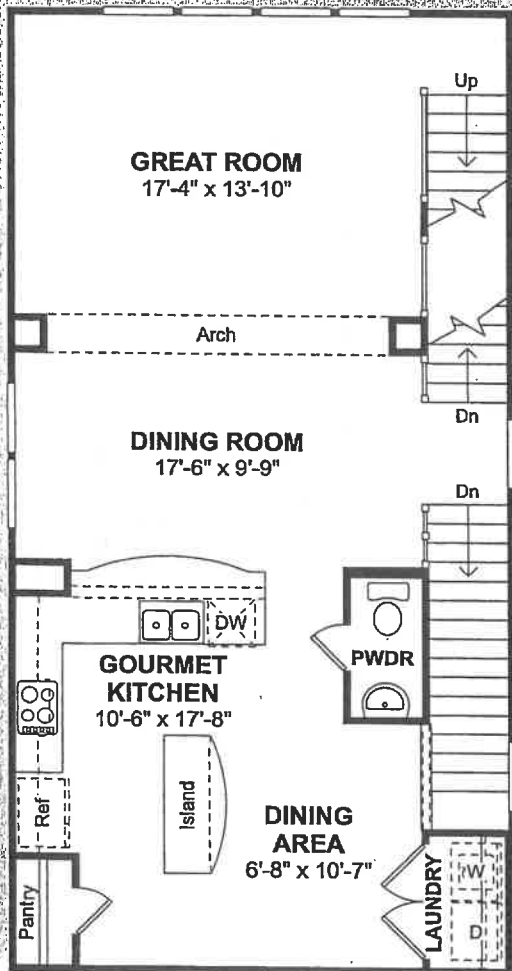 Up
GREAT ROOM
17'-4" x 13'-10"
Arch
Dn
DINING ROOM
17'-6" x 9'-9"
Dn
DW
PWDR
GOURMET
KITCHEN
10'-6" x 17'-8"
Island
Ref
DINING
AREA
6'-8" x 10'-7"
Pantry
LAUNDRY
W
D